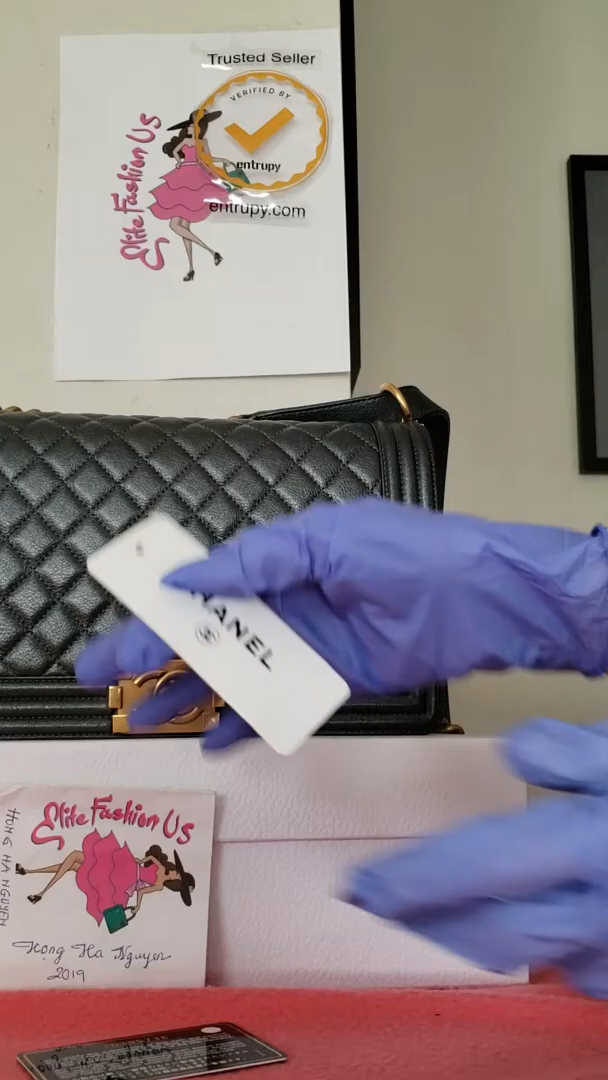 Trusted Seller
VERIFIED BY
entrupy
entrupy.com
Elite Fashion Us
CHANEL
Elite Fashion Us
HONG HA NGUYEN
Hong Ha Nguyen
2019